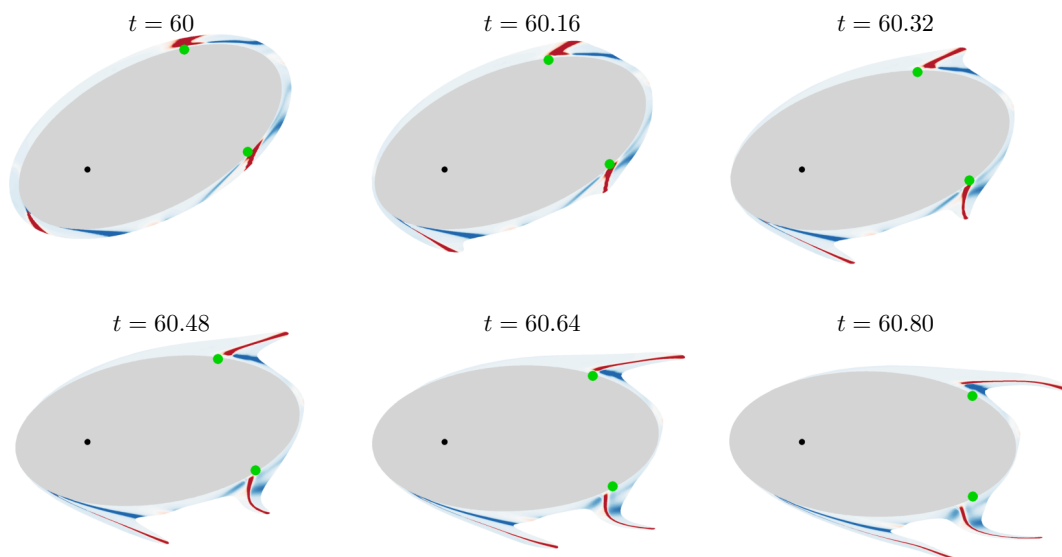 t = 60
t = 60.16
t = 60.32
t = 60.48
t = 60.64
t = 60.80